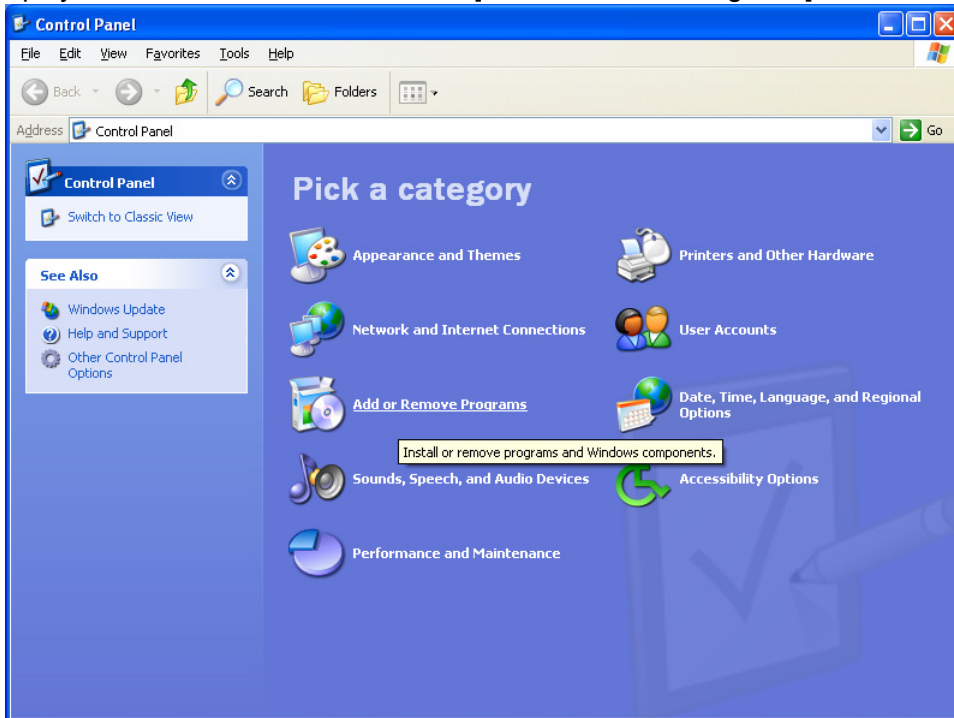 Control Panel
File Edit View Favorites Tools Help
Back Search Folders
Address Control Panel Go
Control Panel
Switch to Classic View
See Also
Windows Update
Help and Support
Other Control Panel
Options
Pick a category
Appearance and Themes
Printers and Other Hardware
Network and Internet Connections
User Accounts
Add or Remove Programs
Date, Time, Language, and Regional
Options
Install or remove programs and Windows components.
Sounds, Speech, and Audio Devices
Accessibility Options
Performance and Maintenance